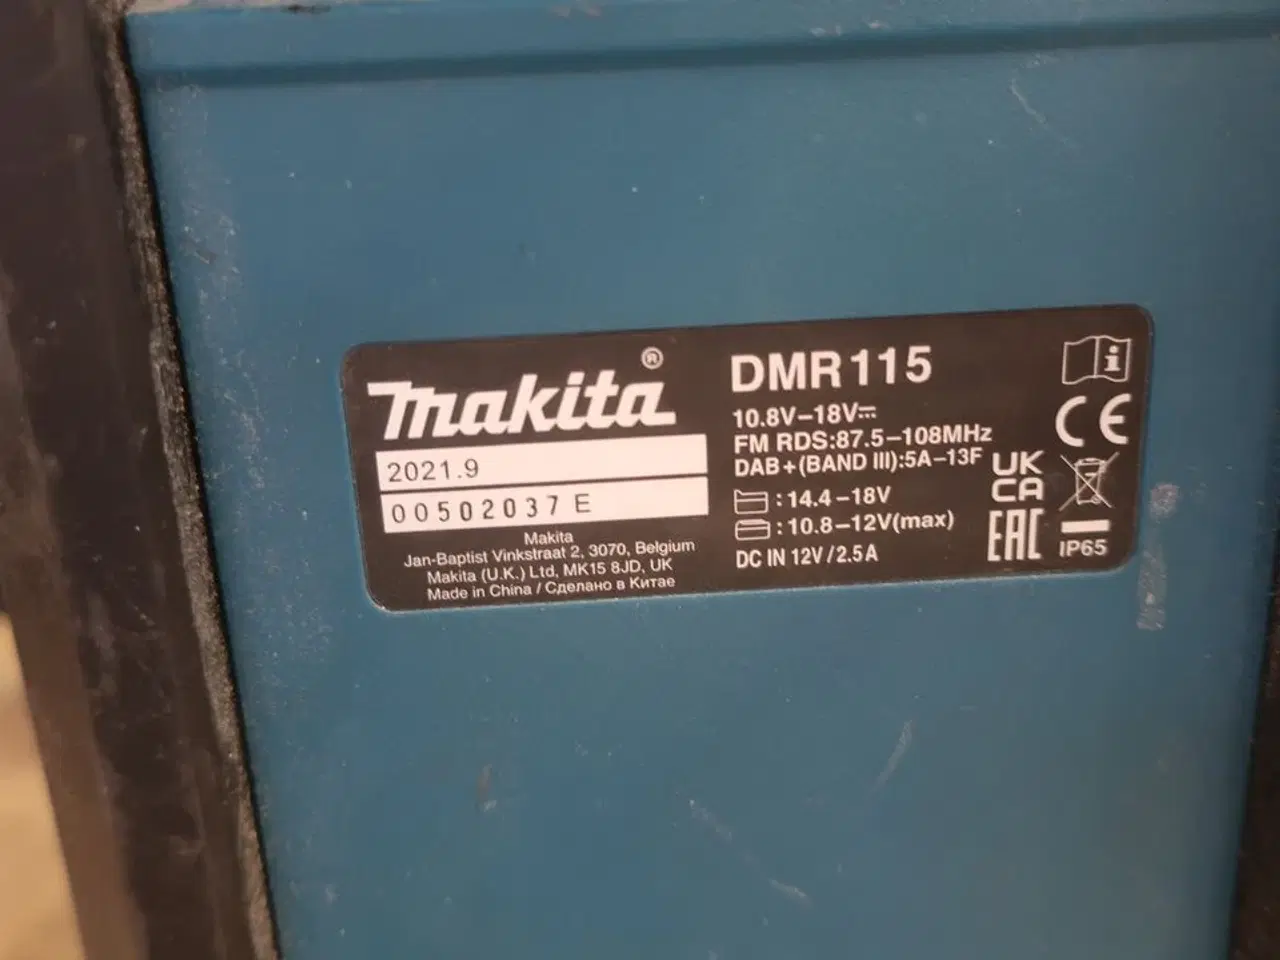 Makita®
2021.9
00502037 E
Makita
Jan-Baptist Vinkstraat 2, 3070, Belgium
Makita (U.K.) Ltd, MK15 8JD, UK
Made in China / Сделано в Китае
DMR115
10.8V–18V⎓
FM RDS:87.5–108MHz
DAB+(BAND III):5A–13F
:14.4–18V
:10.8–12V(max)
DC IN 12V/2.5A
i
CE
UK
CA
EAC
IP65